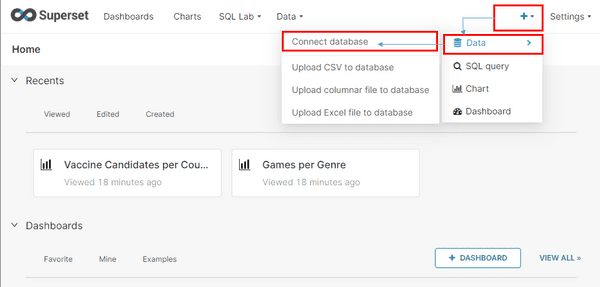 Superset Dashboards Charts SQL Lab Data Settings
Home
Connect database
Upload CSV to database
Upload columnar file to database
Upload Excel file to database
Data
SQL query
Chart
Dashboard
Recents
Viewed Edited Created
Vaccine Candidates per Cou...
Viewed 18 minutes ago
Games per Genre
Viewed 18 minutes ago
Dashboards
Favorite Mine Examples
+ DASHBOARD VIEW ALL »